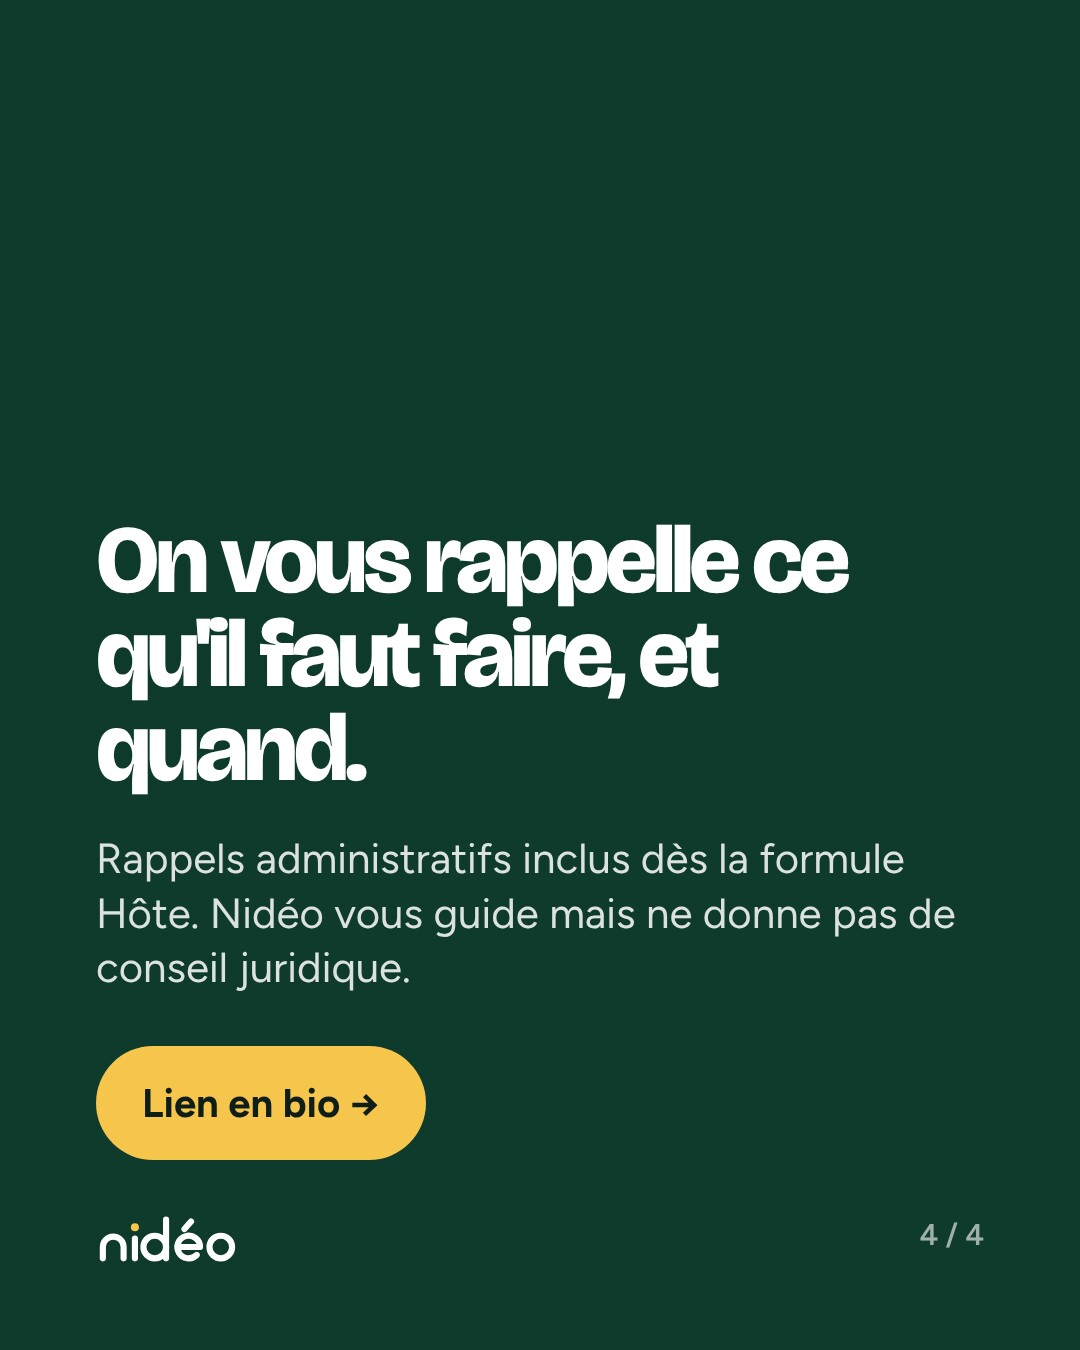 On vous rappelle ce
qu'il faut faire, et
quand.
Rappels administratifs inclus dès la formule
Hôte. Nidéo vous guide mais ne donne pas de
conseil juridique.
Lien en bio →
nidéo
4 / 4